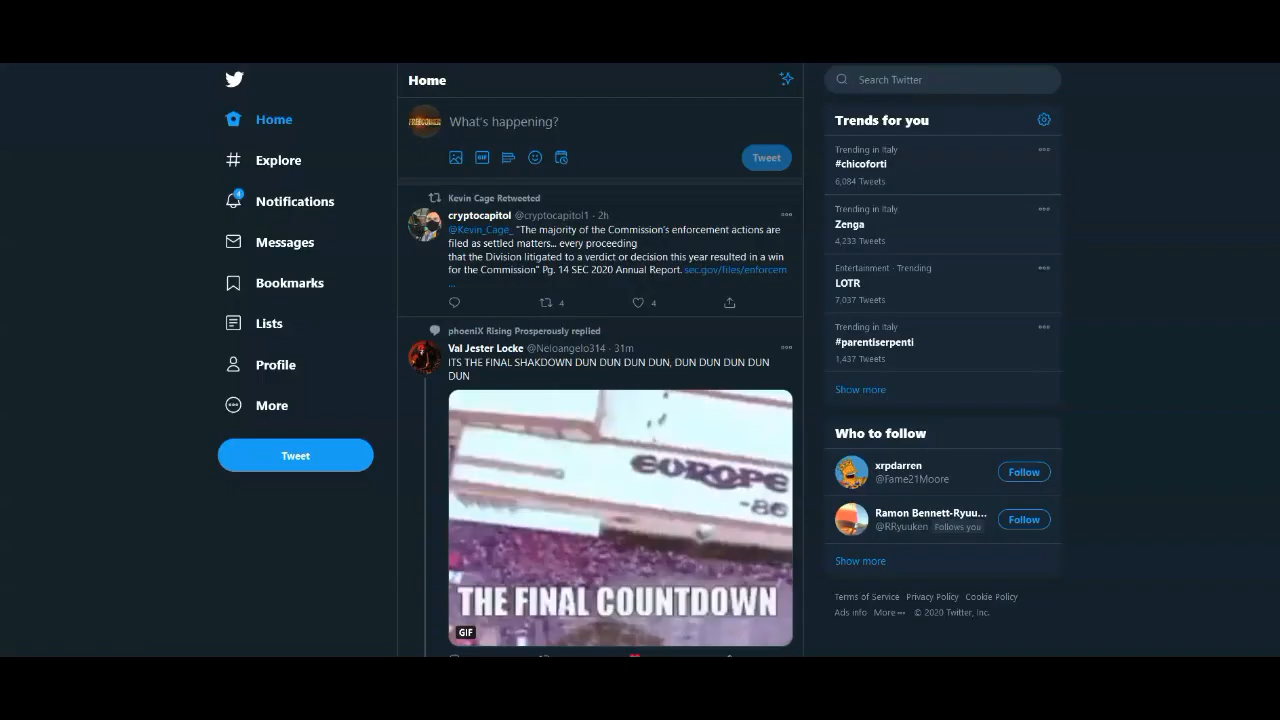 Home
Explore
4
Notifications
Messages
Bookmarks
Lists
Profile
More
Tweet
Home
What's happening?
GIF
Tweet
Kevin Cage Retweeted
cryptocapitol @cryptocapitol1 · 2h
@Kevin_Cage_ "The majority of the Commission's enforcement actions are
filed as settled matters... every proceeding
that the Division litigated to a verdict or decision this year resulted in a win
for the Commission" Pg. 14 SEC 2020 Annual Report. sec.gov/files/enforcem
...
4
4
phoeniX Rising Prosperously replied
Val Jester Locke @Neloangelo314 · 31m
ITS THE FINAL SHAKDOWN DUN DUN DUN DUN, DUN DUN DUN DUN
DUN
EUROPE
-86
THE FINAL COUNTDOWN
GIF
Search Twitter
Trends for you
Trending in Italy
#chicoforti
6,084 Tweets
Trending in Italy
Zenga
4,233 Tweets
Entertainment · Trending
LOTR
7,037 Tweets
Trending in Italy
#parentiserpenti
1,437 Tweets
Show more
Who to follow
xrpdarren
@Fame21Moore
Follow
Ramon Bennett-Ryuu...
@RRyuuken Follows you
Follow
Show more
Terms of Service Privacy Policy Cookie Policy
Ads info More ··· © 2020 Twitter, Inc.